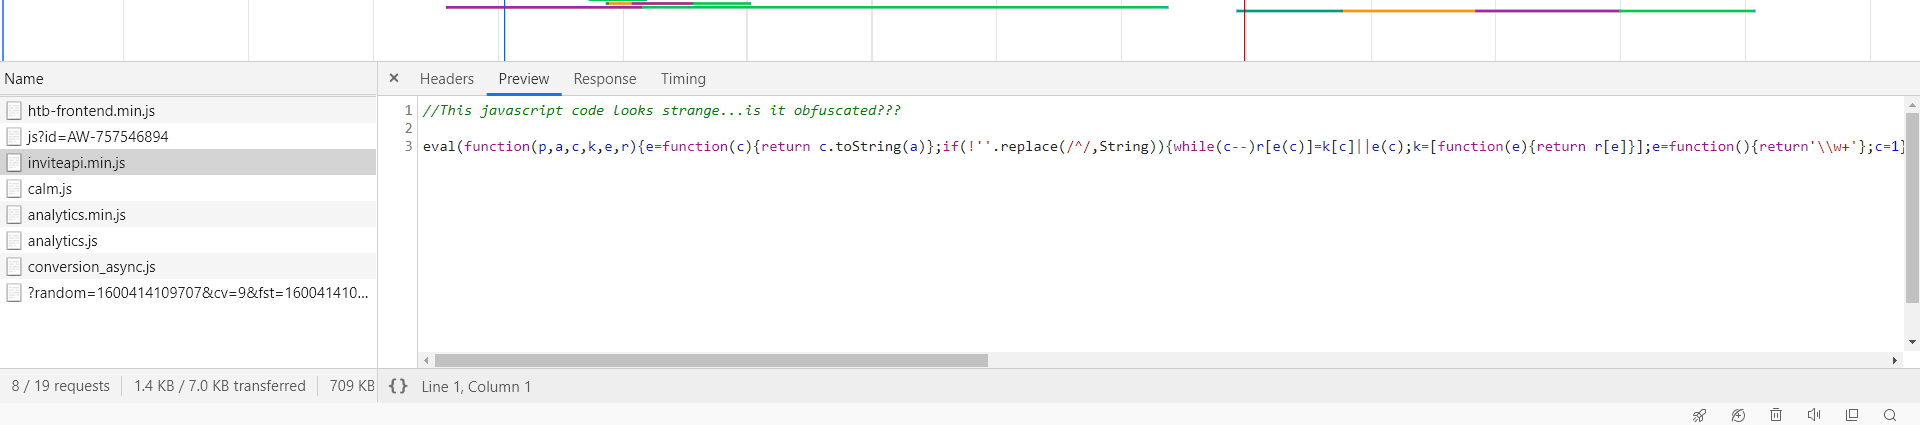 Name
htb-frontend.min.js
js?id=AW-757546894
inviteapi.min.js
calm.js
analytics.min.js
analytics.js
conversion_async.js
?random=1600414109707&cv=9&fst=160041410...
8 / 19 requests 1.4 KB / 7.0 KB transferred 709 KB
× Headers Preview Response Timing
1 //This javascript code looks strange...is it obfuscated???
2
3 eval(function(p,a,c,k,e,r){e=function(c){return c.toString(a)};if(!''.replace(/^/,String)){while(c--)r[e(c)]=k[c]||e(c);k=[function(e){return r[e]}];e=function(){return'\\w+'};c=1}
{} Line 1, Column 1